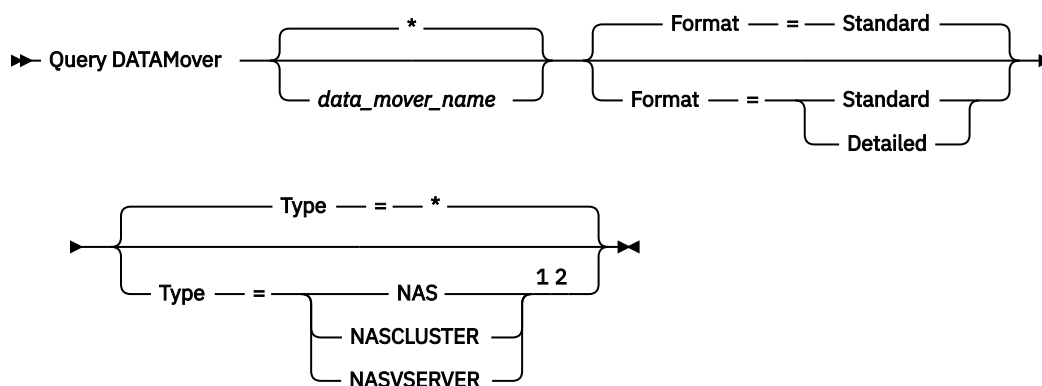 *
Format = Standard
Query DATAMover
data_mover_name
Format = Standard
Detailed
Type = *
1 2
Type = NAS
NASCLUSTER
NASVSERVER